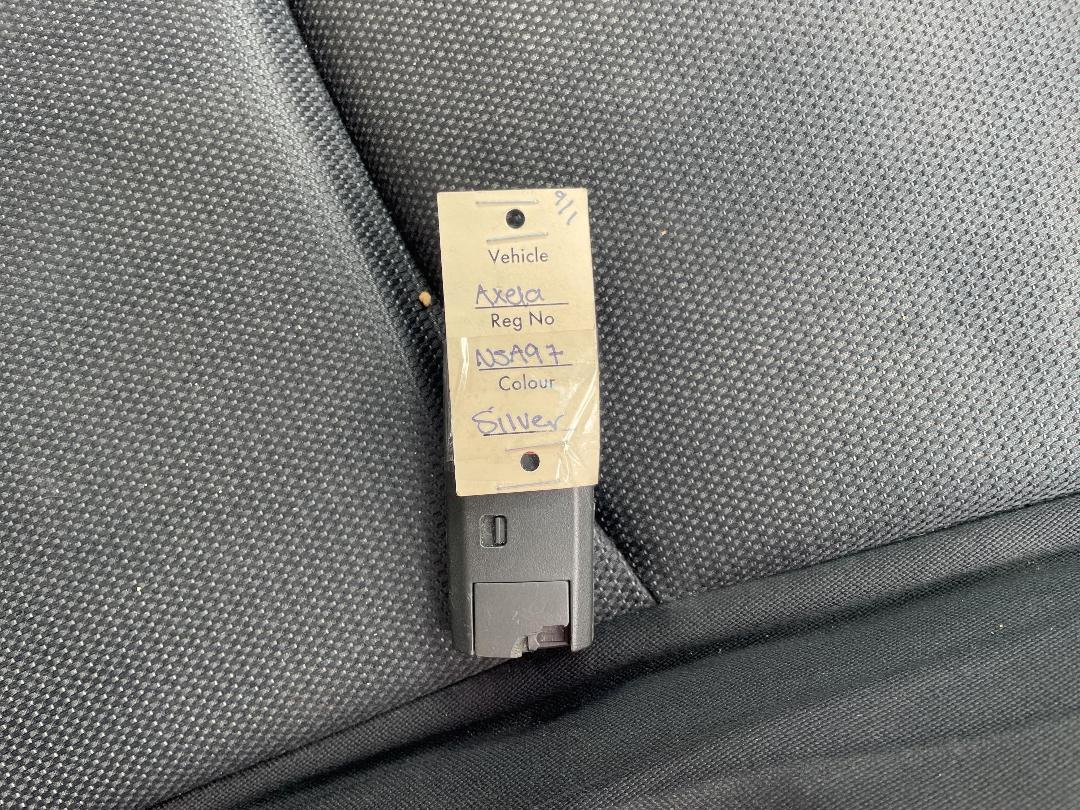 9/1
Vehicle
Axela
Reg No
NSA97
Colour
Silver